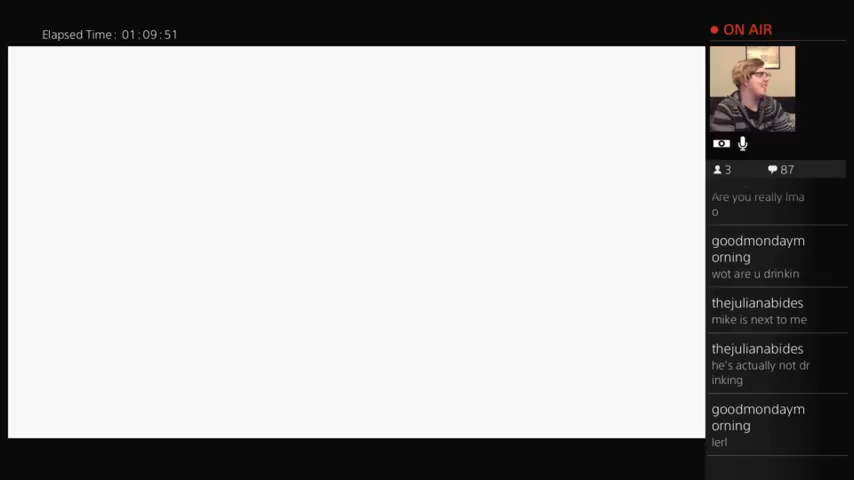 Elapsed Time: 01:09:51
ON AIR
3 87
Are you really lma
o
goodmondaym
orning
wot are u drinkin
thejulianabides
mike is next to me
thejulianabides
he's actually not dr
inking
goodmondaym
orning
lerl